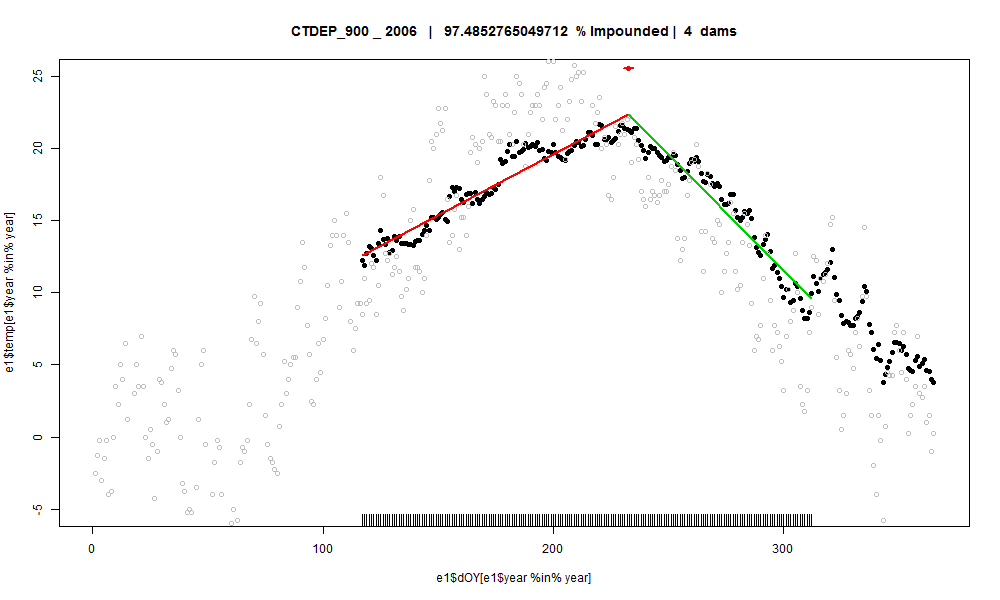 CTDEP_900 _ 2006 | 97.4852765049712 % Impounded | 4 dams
e1$temp[e1$year %in% year]
25
20
15
10
5
0
-5
0 100 200 300
e1$dOY[e1$year %in% year]